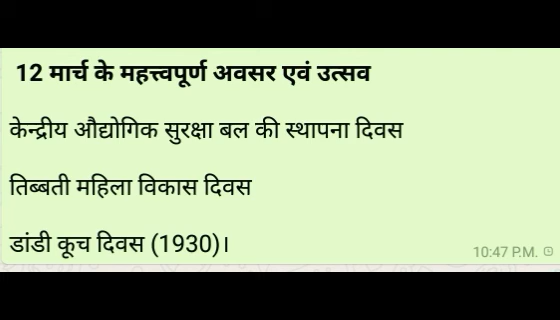 12 मार्च के महत्त्वपूर्ण अवसर एवं उत्सव
केन्द्रीय औद्योगिक सुरक्षा बल की स्थापना दिवस
तिब्बती महिला विकास दिवस
डांडी कूच दिवस (1930)।
10:47 P.M.